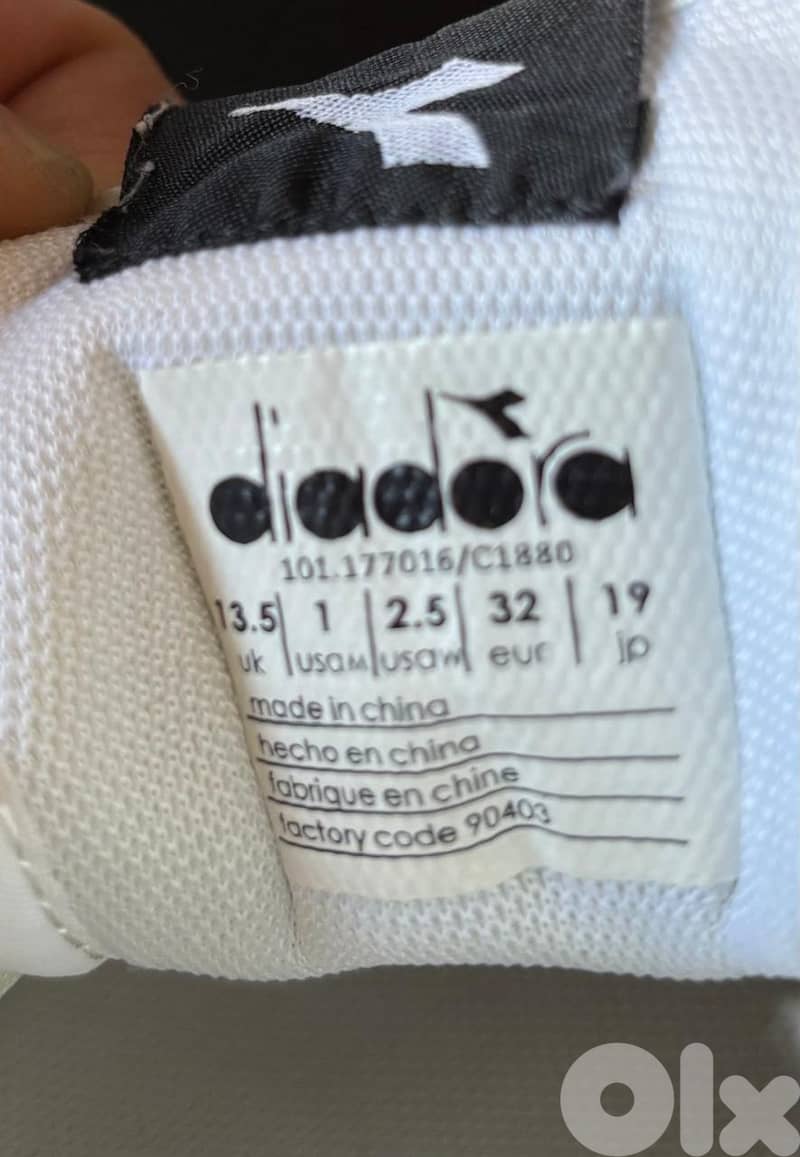 diadora
101.177016/C1880
13.5 | 1 | 2.5 | 32 | 19
uk | usaM | usaw | eur | jp
made in china
hecho en china
fabrique en chine
factory code 90403
Olx